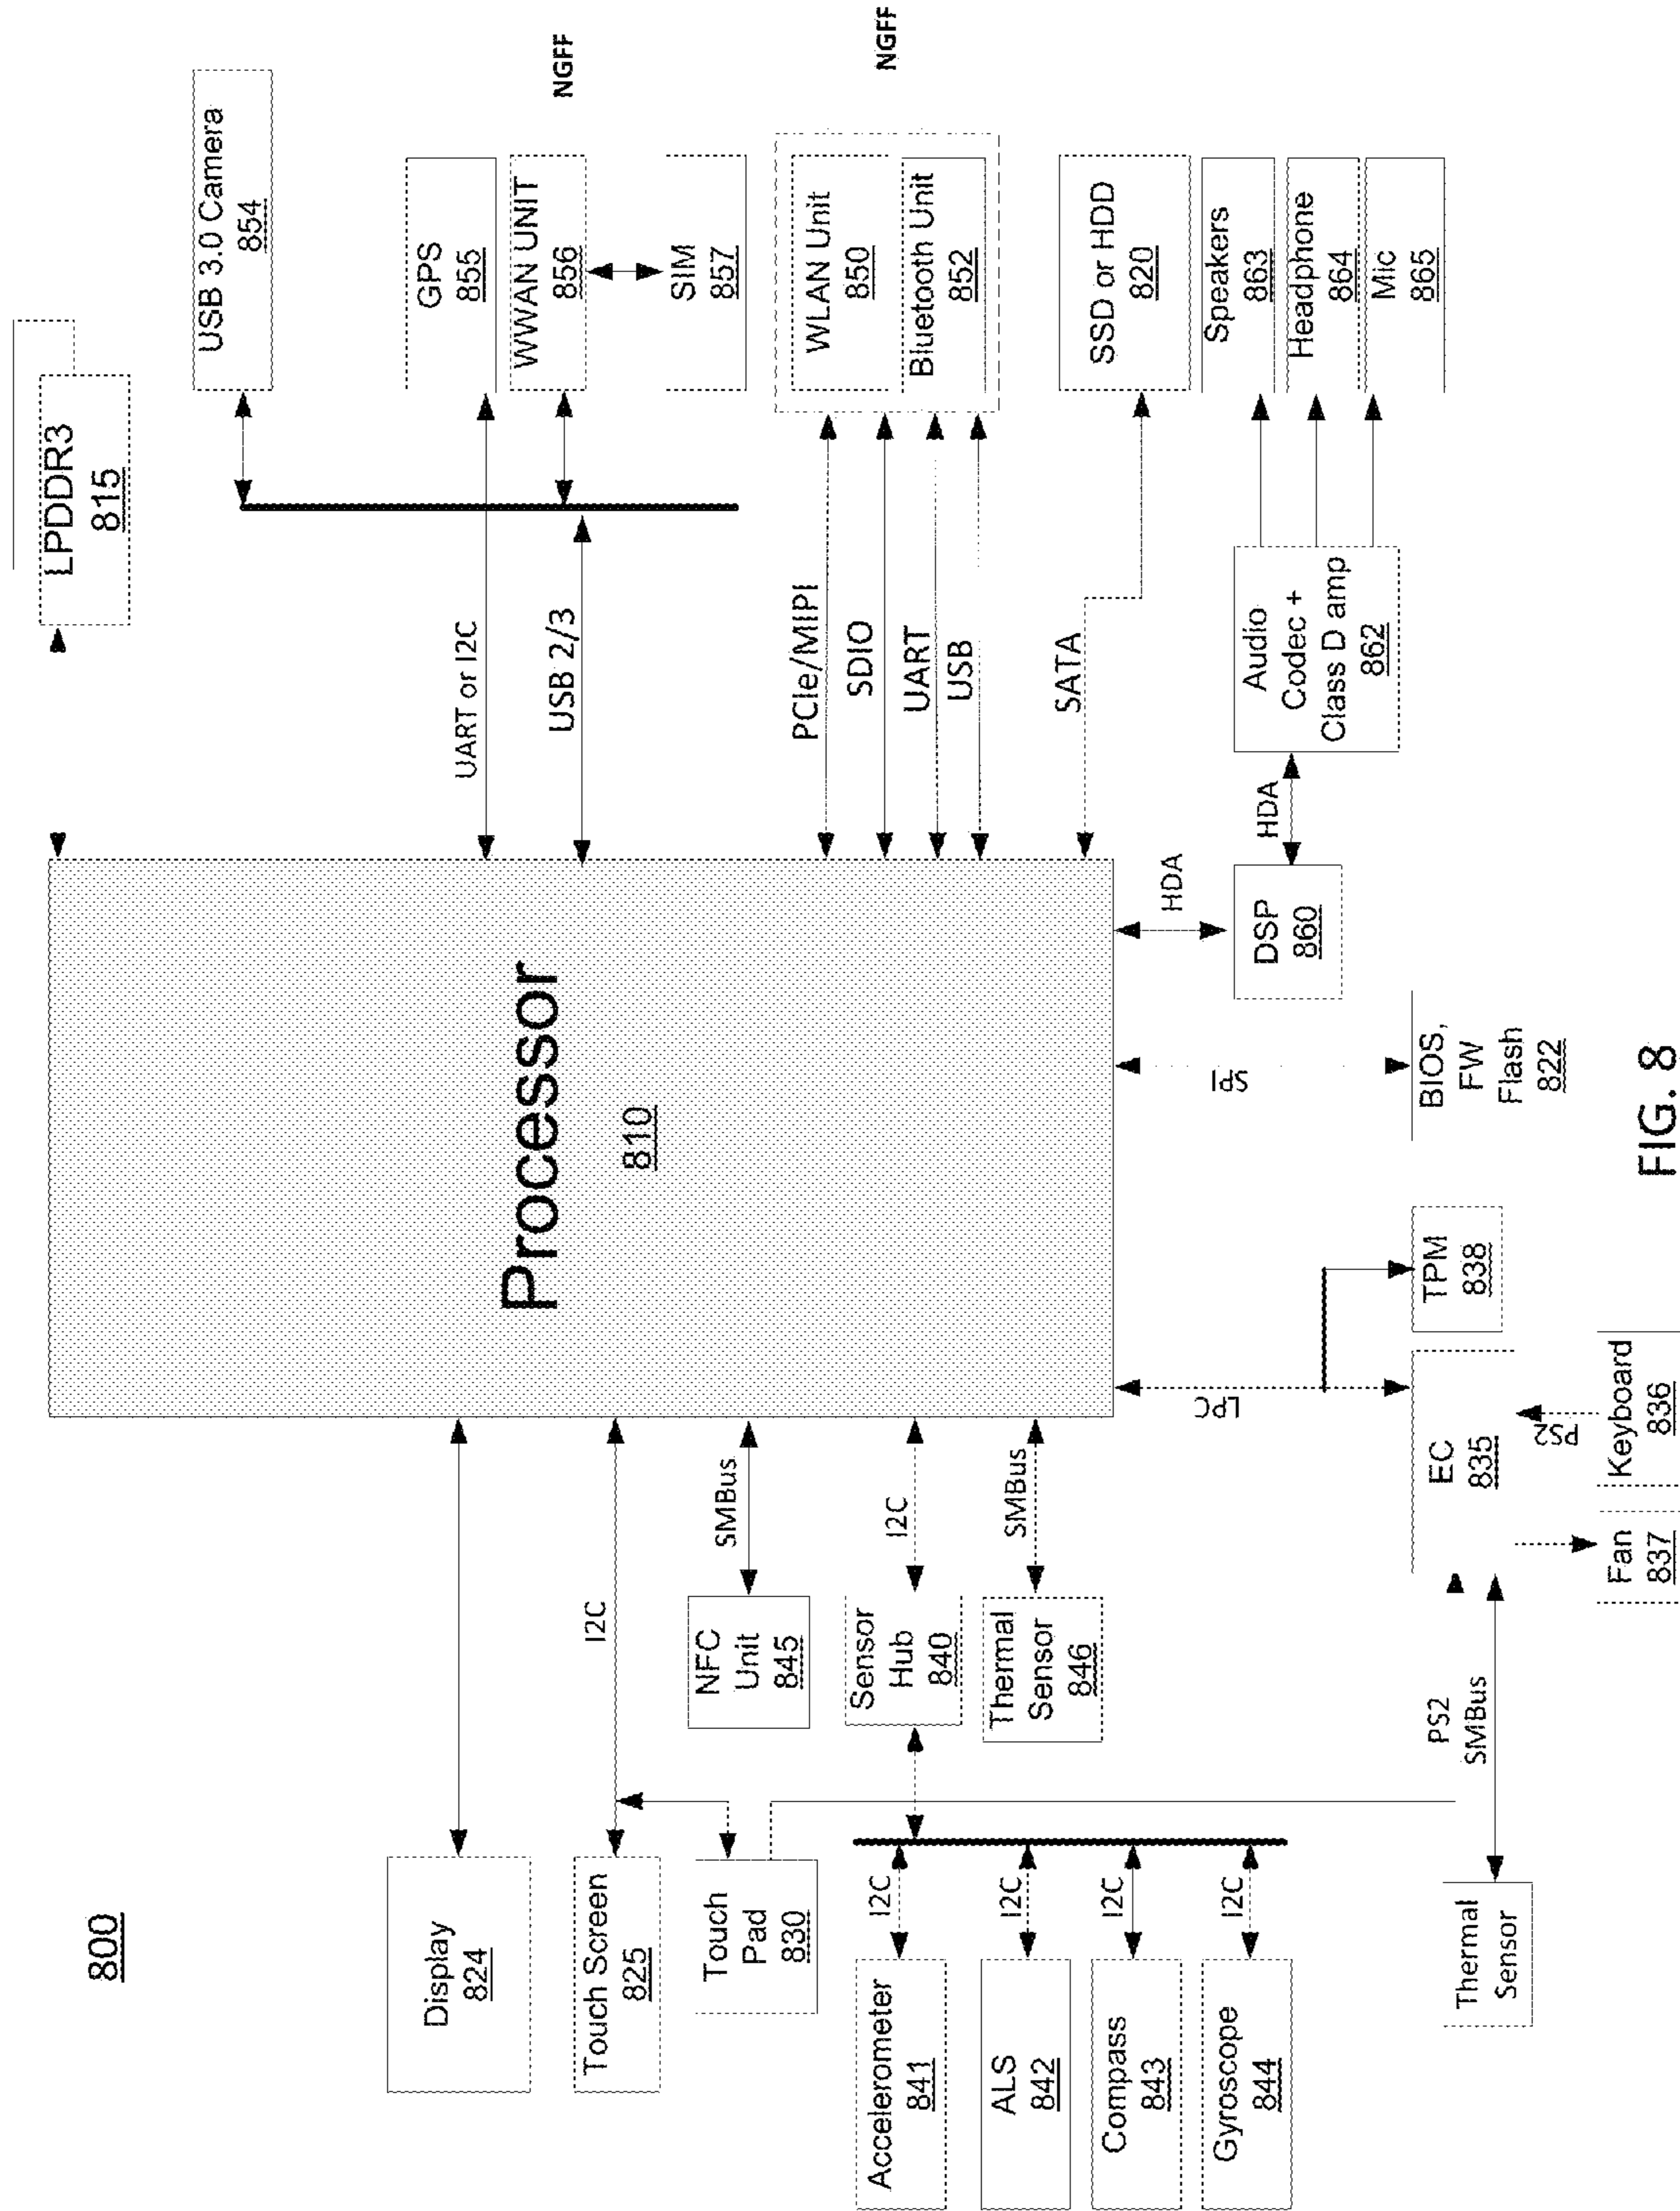 800
LPDDR3
815
USB 3.0 Camera
854
Display
824
UART or I2C
GPS
855
WWAN UNIT
856
NGFF
I2C
USB 2/3
Touch Screen
825
SIM
857
Touch
Pad
830
NFC
Unit
845
SMBus
Processor
810
PCIe/MIPI
SDIO
UART
USB
WLAN Unit
850
Bluetooth Unit
852
NGFF
Accelerometer
841
I2C
Sensor
Hub
840
I2C
ALS
842
I2C
Thermal
Sensor
846
SMBus
SATA
SSD or HDD
820
Compass
843
I2C
Gyroscope
844
I2C
LPC
SPI
HDA
DSP
860
HDA
Audio
Codec +
Class D amp
862
Speakers
863
Headphone
864
Mic
865
Thermal
Sensor
PS2
SMBus
EC
835
TPM
838
BIOS,
FW
Flash
822
PS2
Fan
837
Keyboard
836
FIG. 8